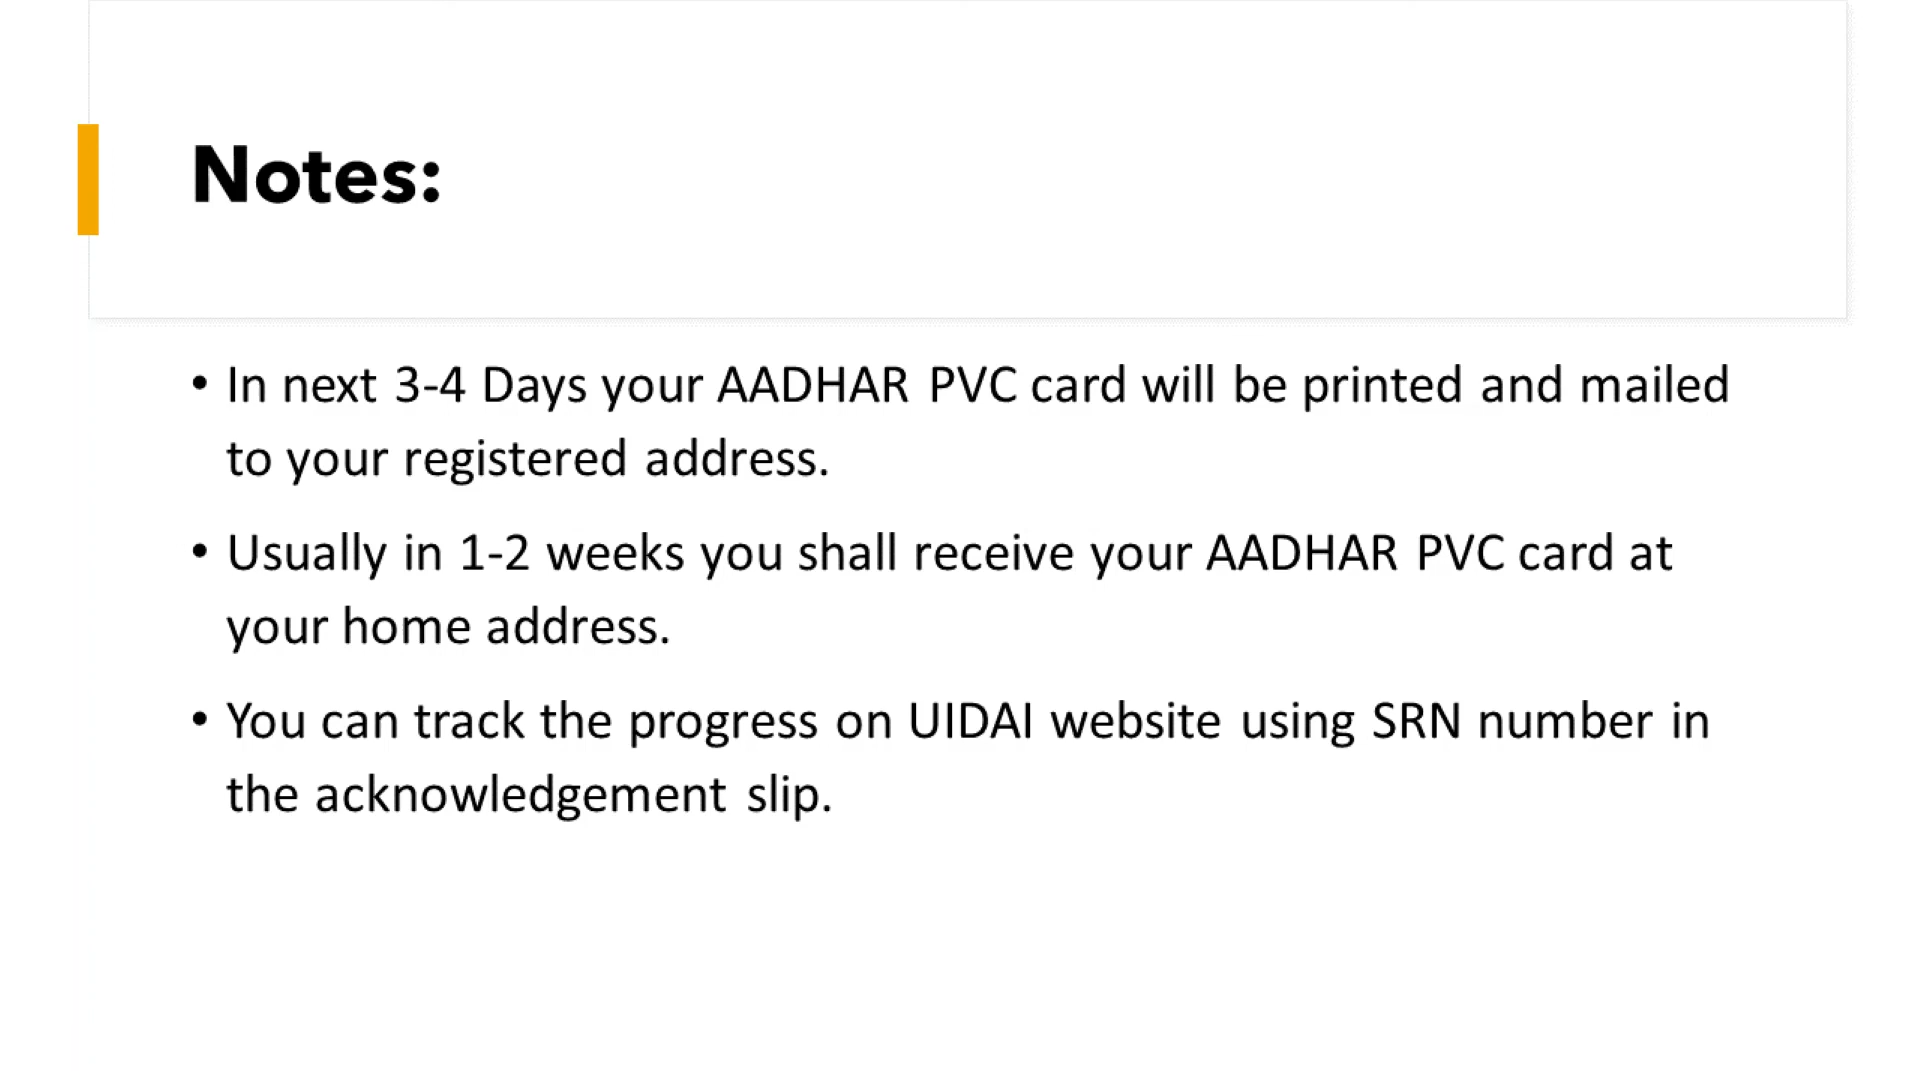 Notes:
• In next 3-4 Days your AADHAR PVC card will be printed and mailed
to your registered address.
• Usually in 1-2 weeks you shall receive your AADHAR PVC card at
your home address.
• You can track the progress on UIDAI website using SRN number in
the acknowledgement slip.